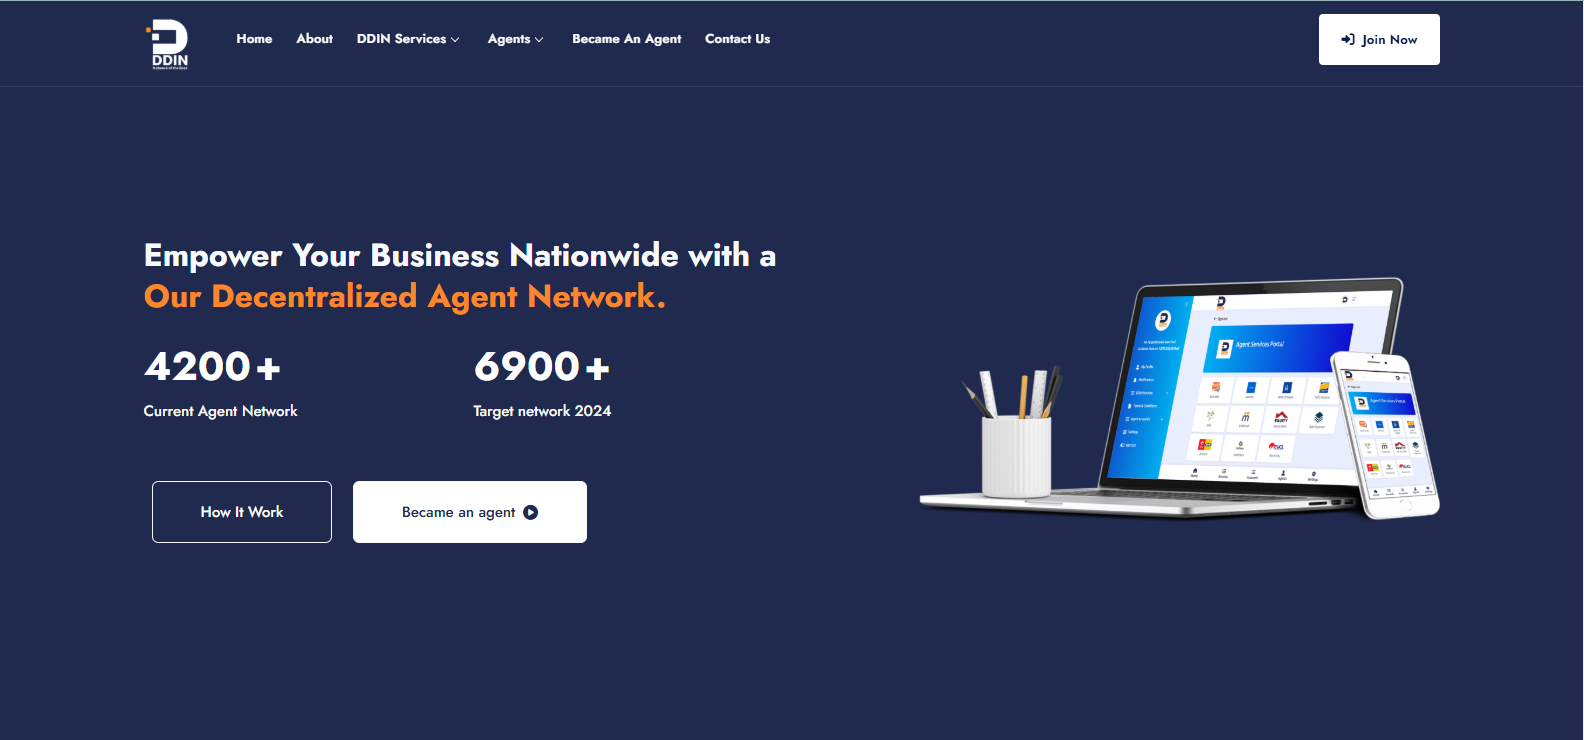 DDIN
Home About DDIN Services Agents Became An Agent Contact Us
Join Now
Empower Your Business Nationwide with a
Our Decentralized Agent Network.
4200+ 6900+
Current Agent Network Target network 2024
How It Work Became an agent
Agent Services Portal
Agent Services Portal